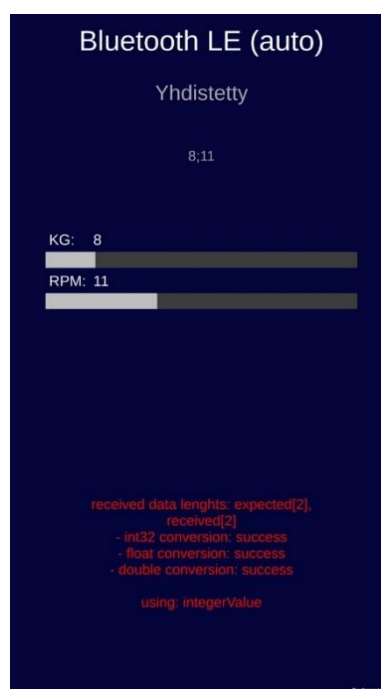 Bluetooth LE (auto)
Yhdistetty
8;11
KG: 8
RPM: 11
received data lenghts: expected[2],
received[2]
- int32 conversion: success
- float conversion: success
- double conversion: success
using: integerValue